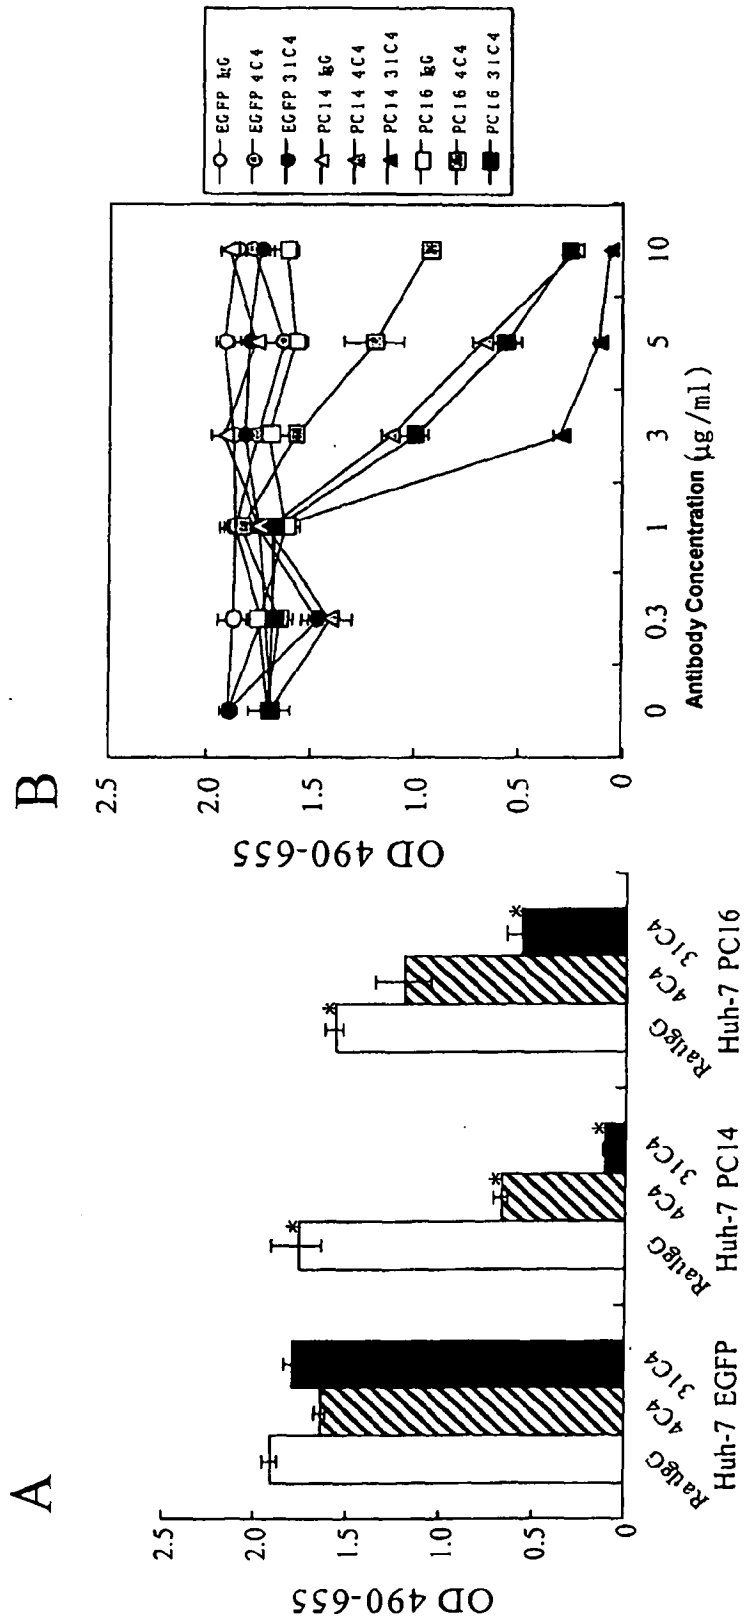 A
OD 490-655
2.5
2.0
1.5
1.0
0.5
0
RatIgG
4C4
31C4
RatIgG
4C4
31C4
RatIgG
4C4
31C4
*
*
*
*
*
Huh-7 EGFP
Huh-7 PC14
Huh-7 PC16
B
OD 490-655
2.5
2.0
1.5
1.0
0.5
0
0
0.3
1
3
5
10
Antibody Concentration (μg/ml)
EGFP IgG
EGFP 4C4
EGFP 31C4
PC14 IgG
PC14 4C4
PC14 31C4
PC16 IgG
PC16 4C4
PC16 31C4